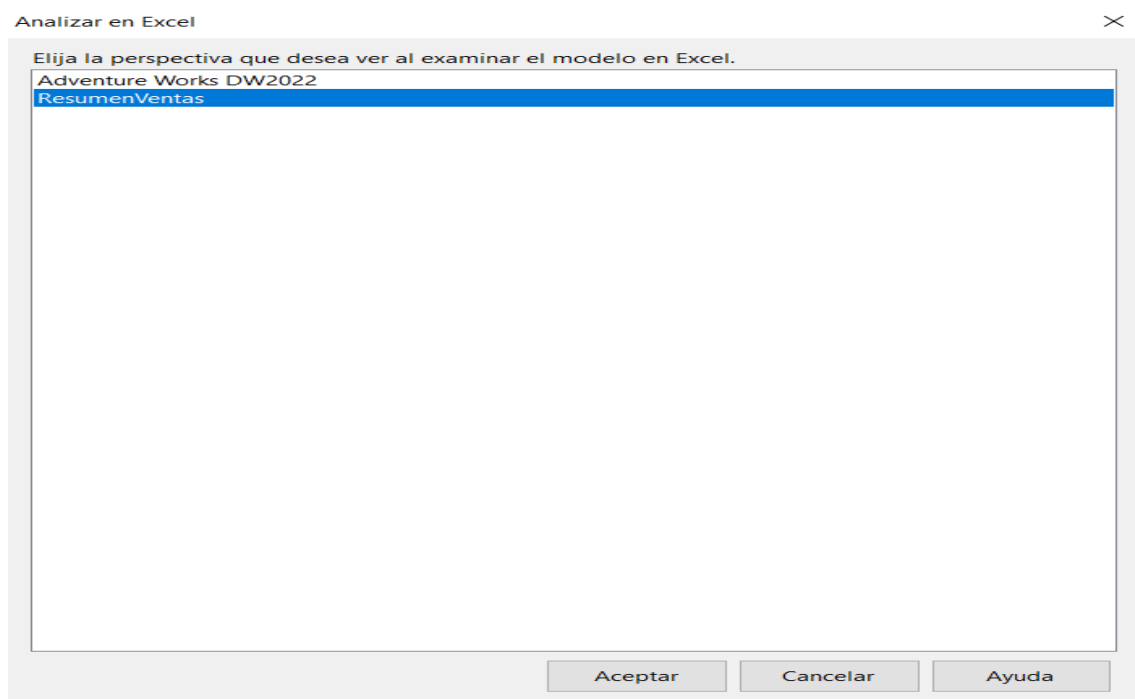 Analizar en Excel
Elija la perspectiva que desea ver al examinar el modelo en Excel.
Adventure Works DW2022
ResumenVentas
Aceptar Cancelar Ayuda